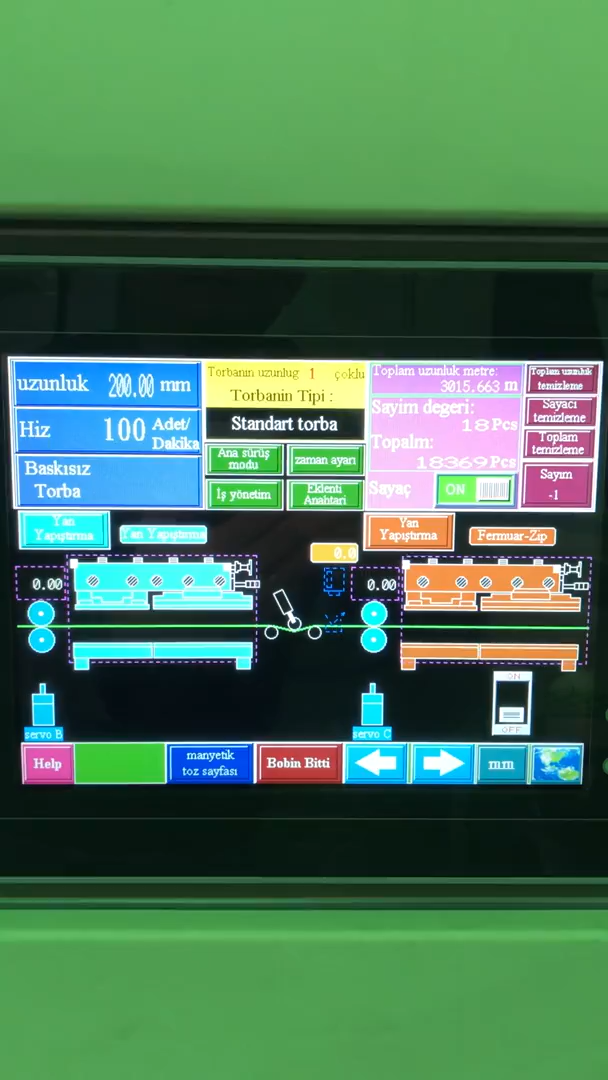 uzunluk 200.00 mm
Hiz 100 Adet/
Dakika
Baskısız
Torba
Torbanın uzunlug 1 çoklu
Torbanin Tipi :
Standart torba
Ana sürüş
modu
zaman ayarı
İş yönetim
Eklenti
Anahtari
Toplam uzunluk metre:
3015.663 m
Sayim degeri:
18 Pcs
Topalm:
18369 Pcs
Sayaç ON
Toplam uzunluk
temizleme
Sayacı
temizleme
Toplam
temizleme
Sayım
-1
Yan
Yapıştırma
Yan Yapıştırma
Yan
Yapıştırma
Fermuar-Zip
0.0
0.00
0.00
servo B
servo C
ON
OFF
Help
manyetik
toz sayfası
Bobin Bitti
mm